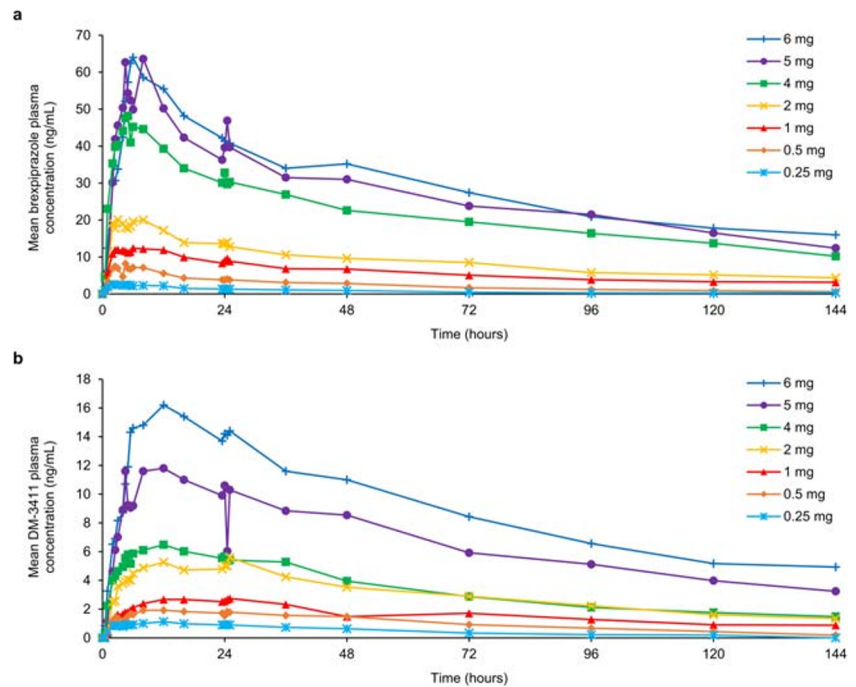 a
70
60
50
40
30
20
10
0
Mean brexpiprazole plasma
concentration (ng/mL)
0 24 48 72 96 120 144
Time (hours)
6 mg
5 mg
4 mg
2 mg
1 mg
0.5 mg
0.25 mg
b
18
16
14
12
10
8
6
4
2
0
Mean DM-3411 plasma
concentration (ng/mL)
0 24 48 72 96 120 144
Time (hours)
6 mg
5 mg
4 mg
2 mg
1 mg
0.5 mg
0.25 mg